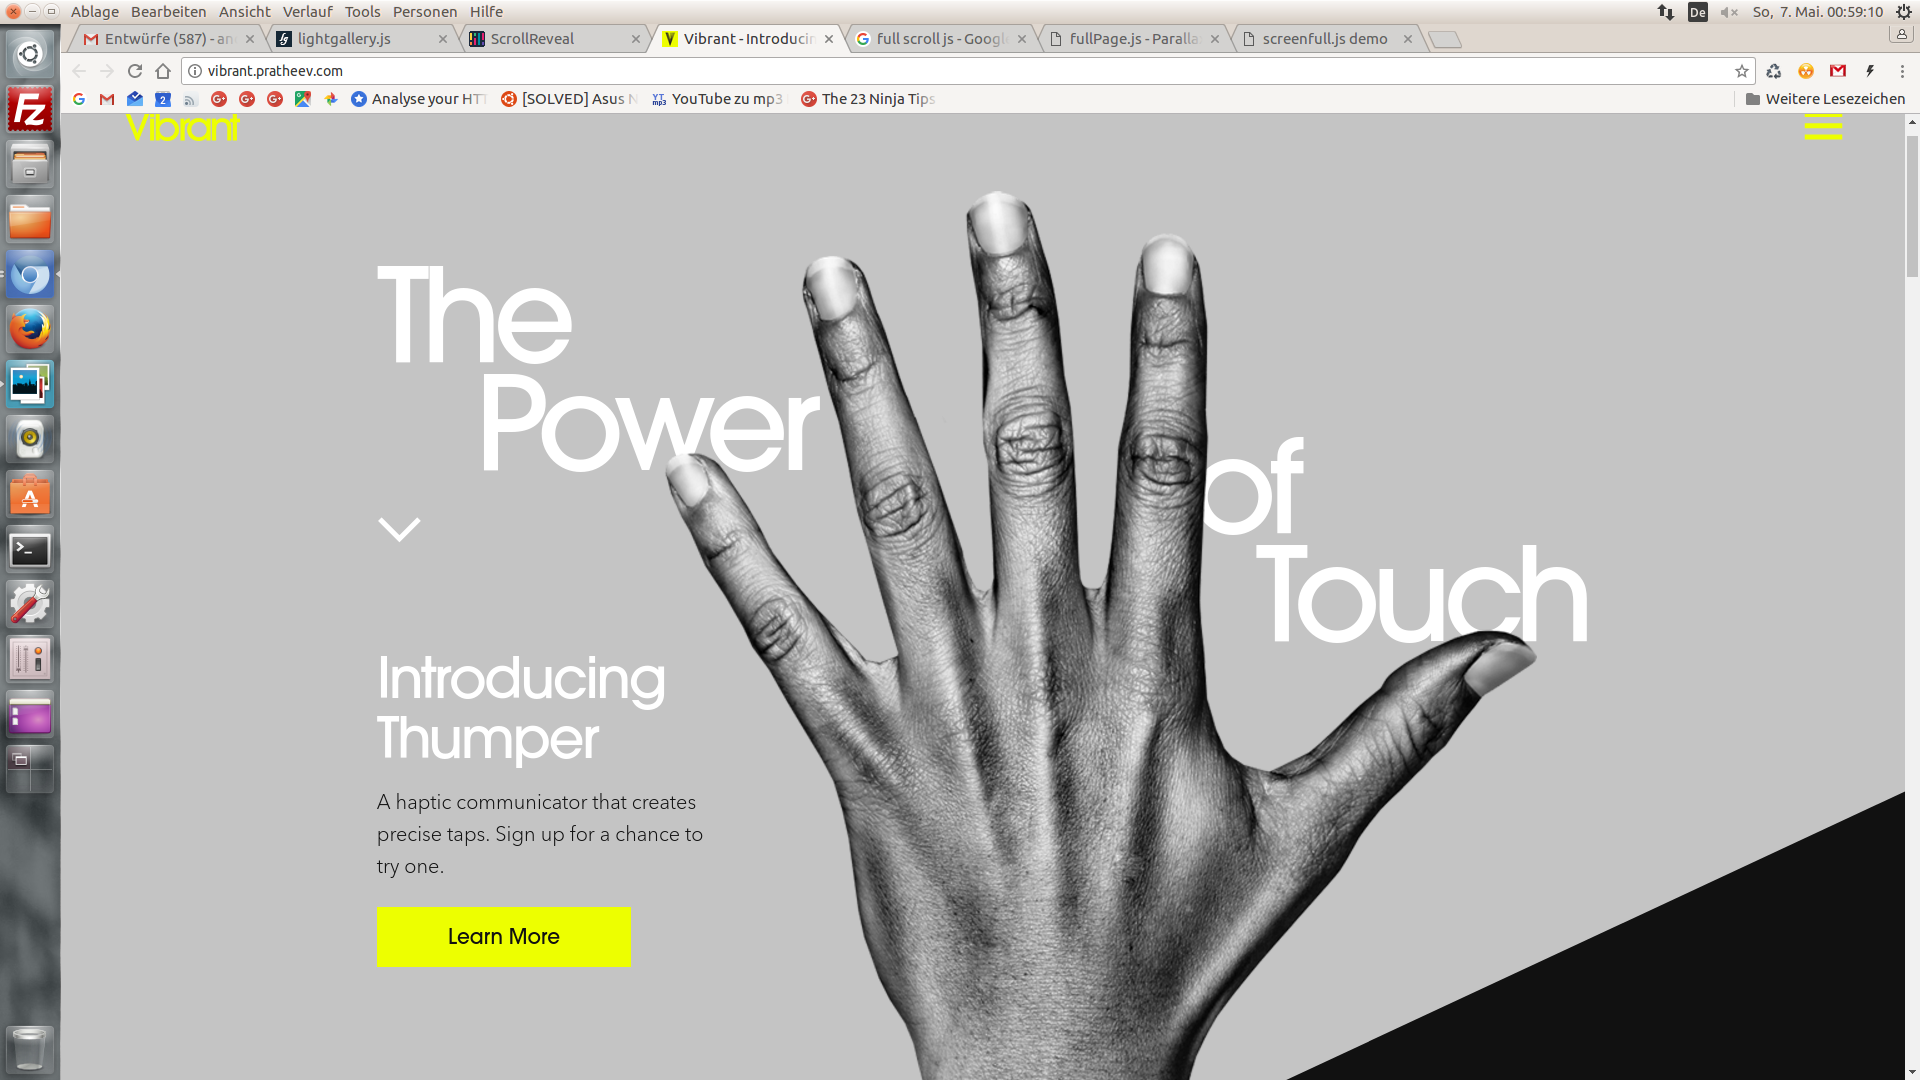 Ablage Bearbeiten Ansicht Verlauf Tools Personen Hilfe
De
So, 7. Mai. 00:59:10
Entwürfe (587) - an
lightgallery.js
ScrollReveal
Vibrant - Introducin
full scroll js - Google
fullPage.js - Paralla
screenfull.js demo
vibrant.pratheev.com
Analyse your HT
[SOLVED] Asus N
YouTube zu mp3
The 23 Ninja Tips
Weitere Lesezeichen
Vibrant
The
Power
of
Touch
Introducing
Thumper
A haptic communicator that creates
precise taps. Sign up for a chance to
try one.
Learn More